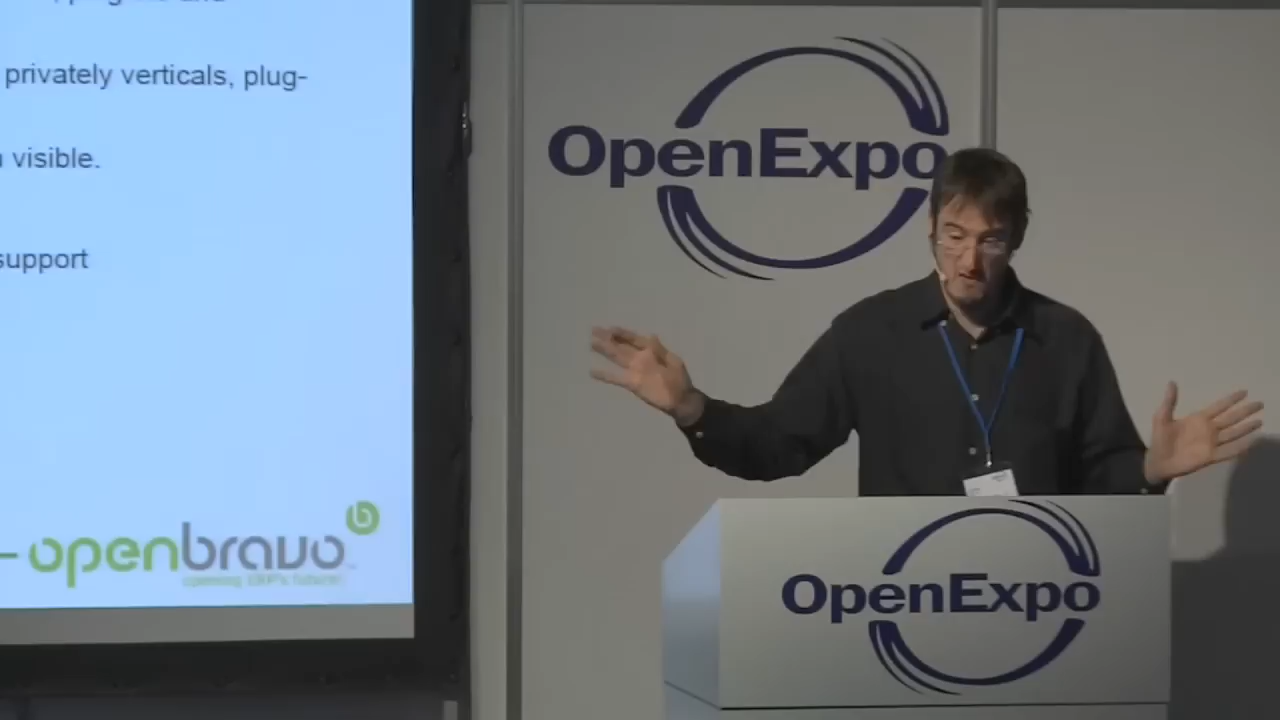 privately verticals, plug-
visible.
support
openbravo
OpenExpo
OpenExpo